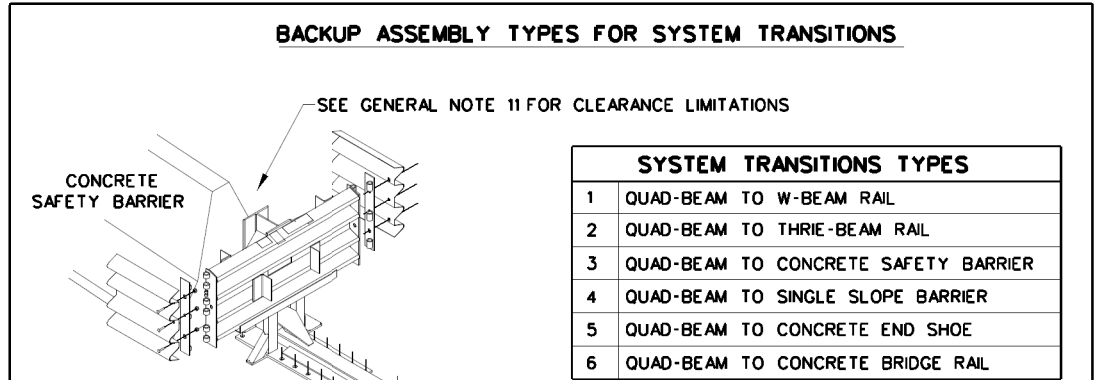 BACKUP ASSEMBLY TYPES FOR SYSTEM TRANSITIONS
SEE GENERAL NOTE 11 FOR CLEARANCE LIMITATIONS
CONCRETE
SAFETY BARRIER
SYSTEM TRANSITIONS TYPES
1 QUAD-BEAM TO W-BEAM RAIL
2 QUAD-BEAM TO THRIE-BEAM RAIL
3 QUAD-BEAM TO CONCRETE SAFETY BARRIER
4 QUAD-BEAM TO SINGLE SLOPE BARRIER
5 QUAD-BEAM TO CONCRETE END SHOE
6 QUAD-BEAM TO CONCRETE BRIDGE RAIL